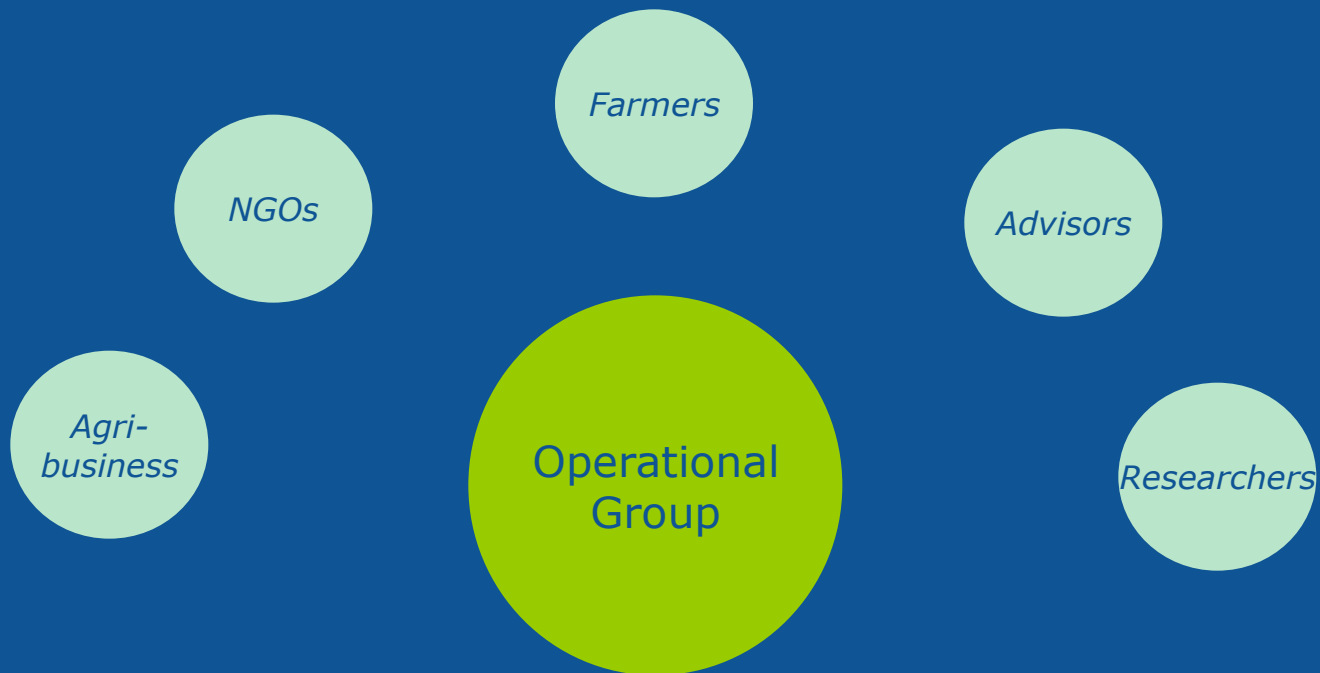 Farmers
NGOs
Advisors
Agri-
business
Operational
Group
Researchers